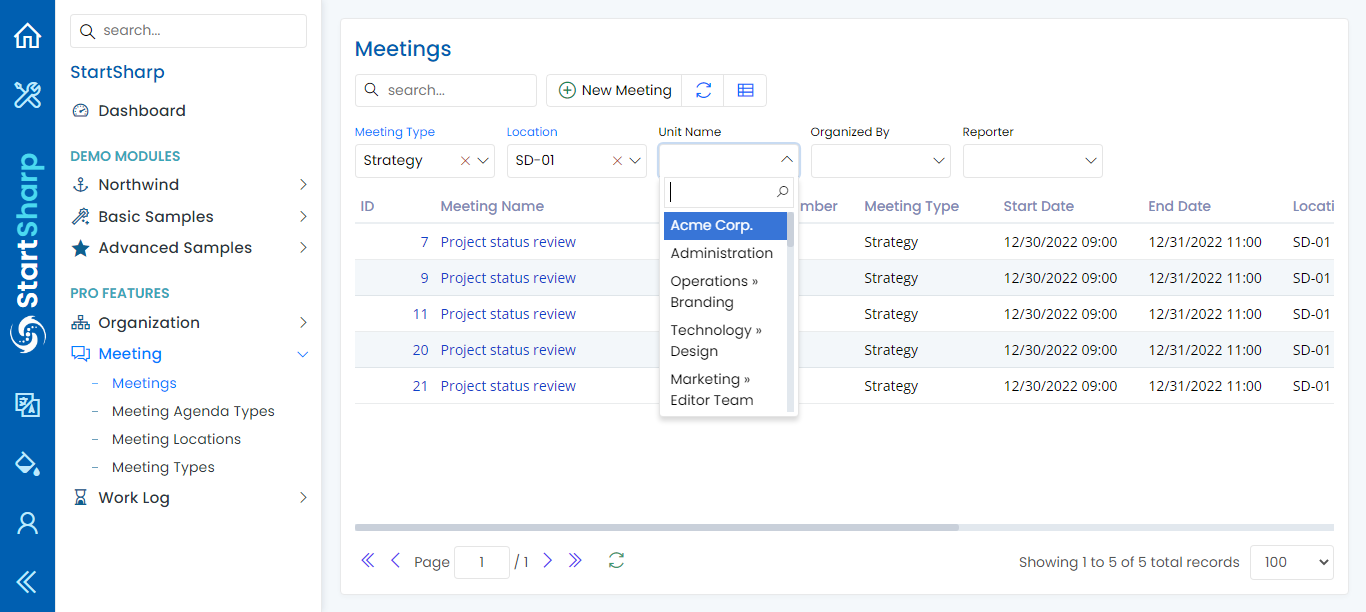 StartSharp
search...
StartSharp
Dashboard
DEMO MODULES
Northwind
Basic Samples
Advanced Samples
PRO FEATURES
Organization
Meeting
– Meetings
– Meeting Agenda Types
– Meeting Locations
– Meeting Types
Work Log
Meetings
search...
New Meeting
Meeting Type Location Unit Name Organized By Reporter
Strategy SD-01
Acme Corp.
Administration
Operations »
Branding
Technology »
Design
Marketing »
Editor Team
ID Meeting Name mber Meeting Type Start Date End Date Locati
7 Project status review Strategy 12/30/2022 09:00 12/31/2022 11:00 SD-01
9 Project status review Strategy 12/30/2022 09:00 12/31/2022 11:00 SD-01
11 Project status review Strategy 12/30/2022 09:00 12/31/2022 11:00 SD-01
20 Project status review Strategy 12/30/2022 09:00 12/31/2022 11:00 SD-01
21 Project status review Strategy 12/30/2022 09:00 12/31/2022 11:00 SD-01
Page 1 / 1
Showing 1 to 5 of 5 total records 100